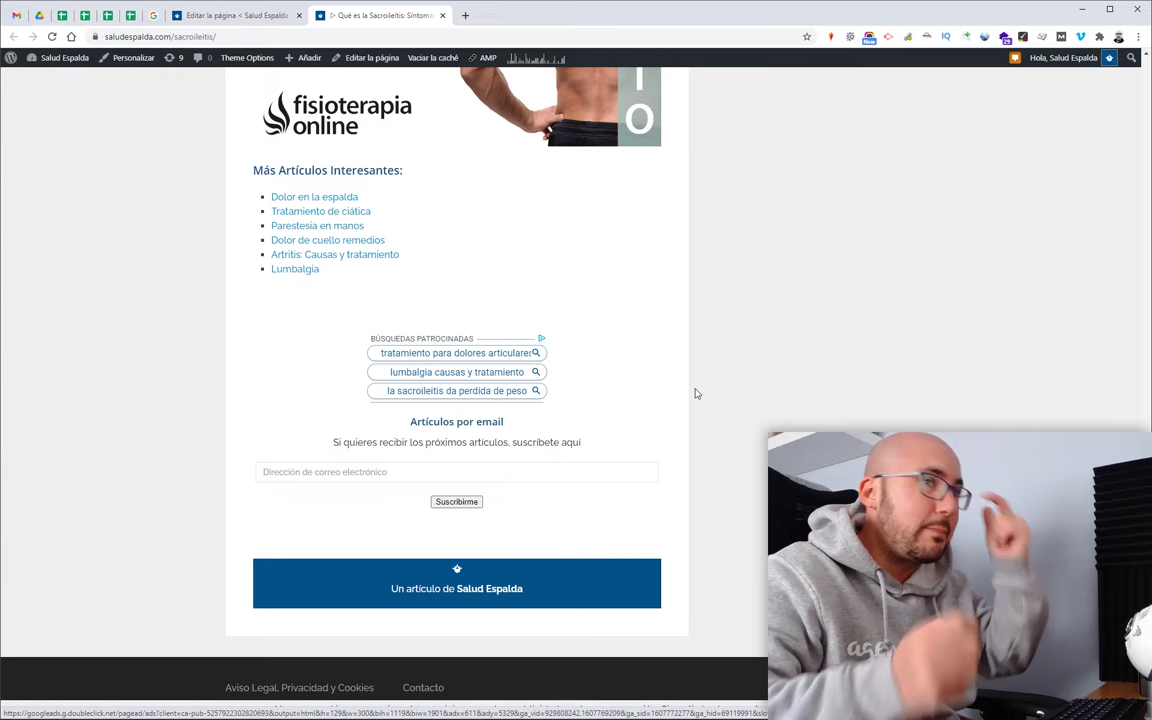 Editar la página < Salud Espalda
▷ Qué es la Sacroileítis: Síntoma
saludespalda.com/sacroileitis/
Salud Espalda Personalizar 9 0 Theme Options Añadir Editar la página Vaciar la caché AMP Hola, Salud Espalda
I
O
fisioterapia
online
Más Artículos Interesantes:
Dolor en la espalda
Tratamiento de ciática
Parestesia en manos
Dolor de cuello remedios
Artritis: Causas y tratamiento
Lumbalgia
BÚSQUEDAS PATROCINADAS
tratamiento para dolores articulares
lumbalgia causas y tratamiento
la sacroileitis da perdida de peso
Artículos por email
Si quieres recibir los próximos artículos, suscríbete aquí
Dirección de correo electrónico
Suscribirme
Un artículo de Salud Espalda
Aviso Legal, Privacidad y Cookies Contacto